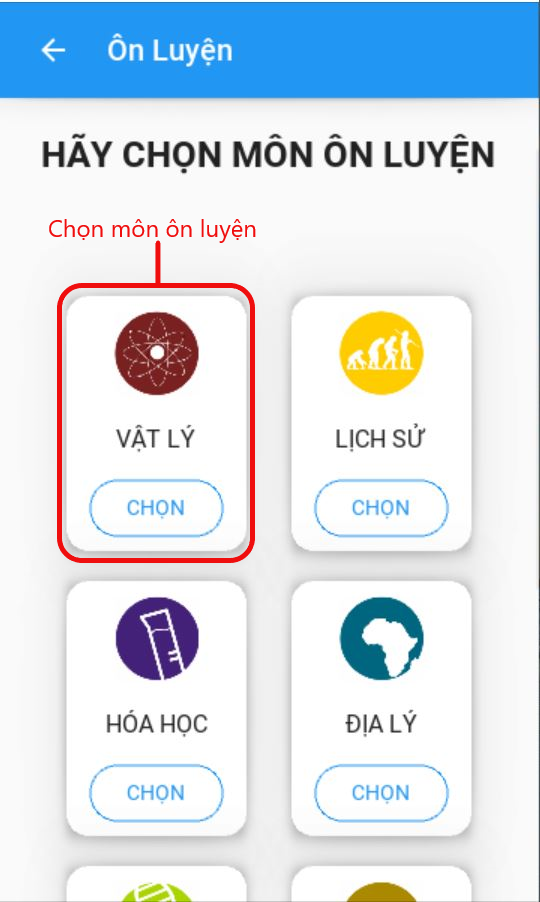 Ôn Luyện
HÃY CHỌN MÔN ÔN LUYỆN
Chọn môn ôn luyện
VẬT LÝ
LỊCH SỬ
CHỌN
CHỌN
HÓA HỌC
ĐỊA LÝ
CHỌN
CHỌN